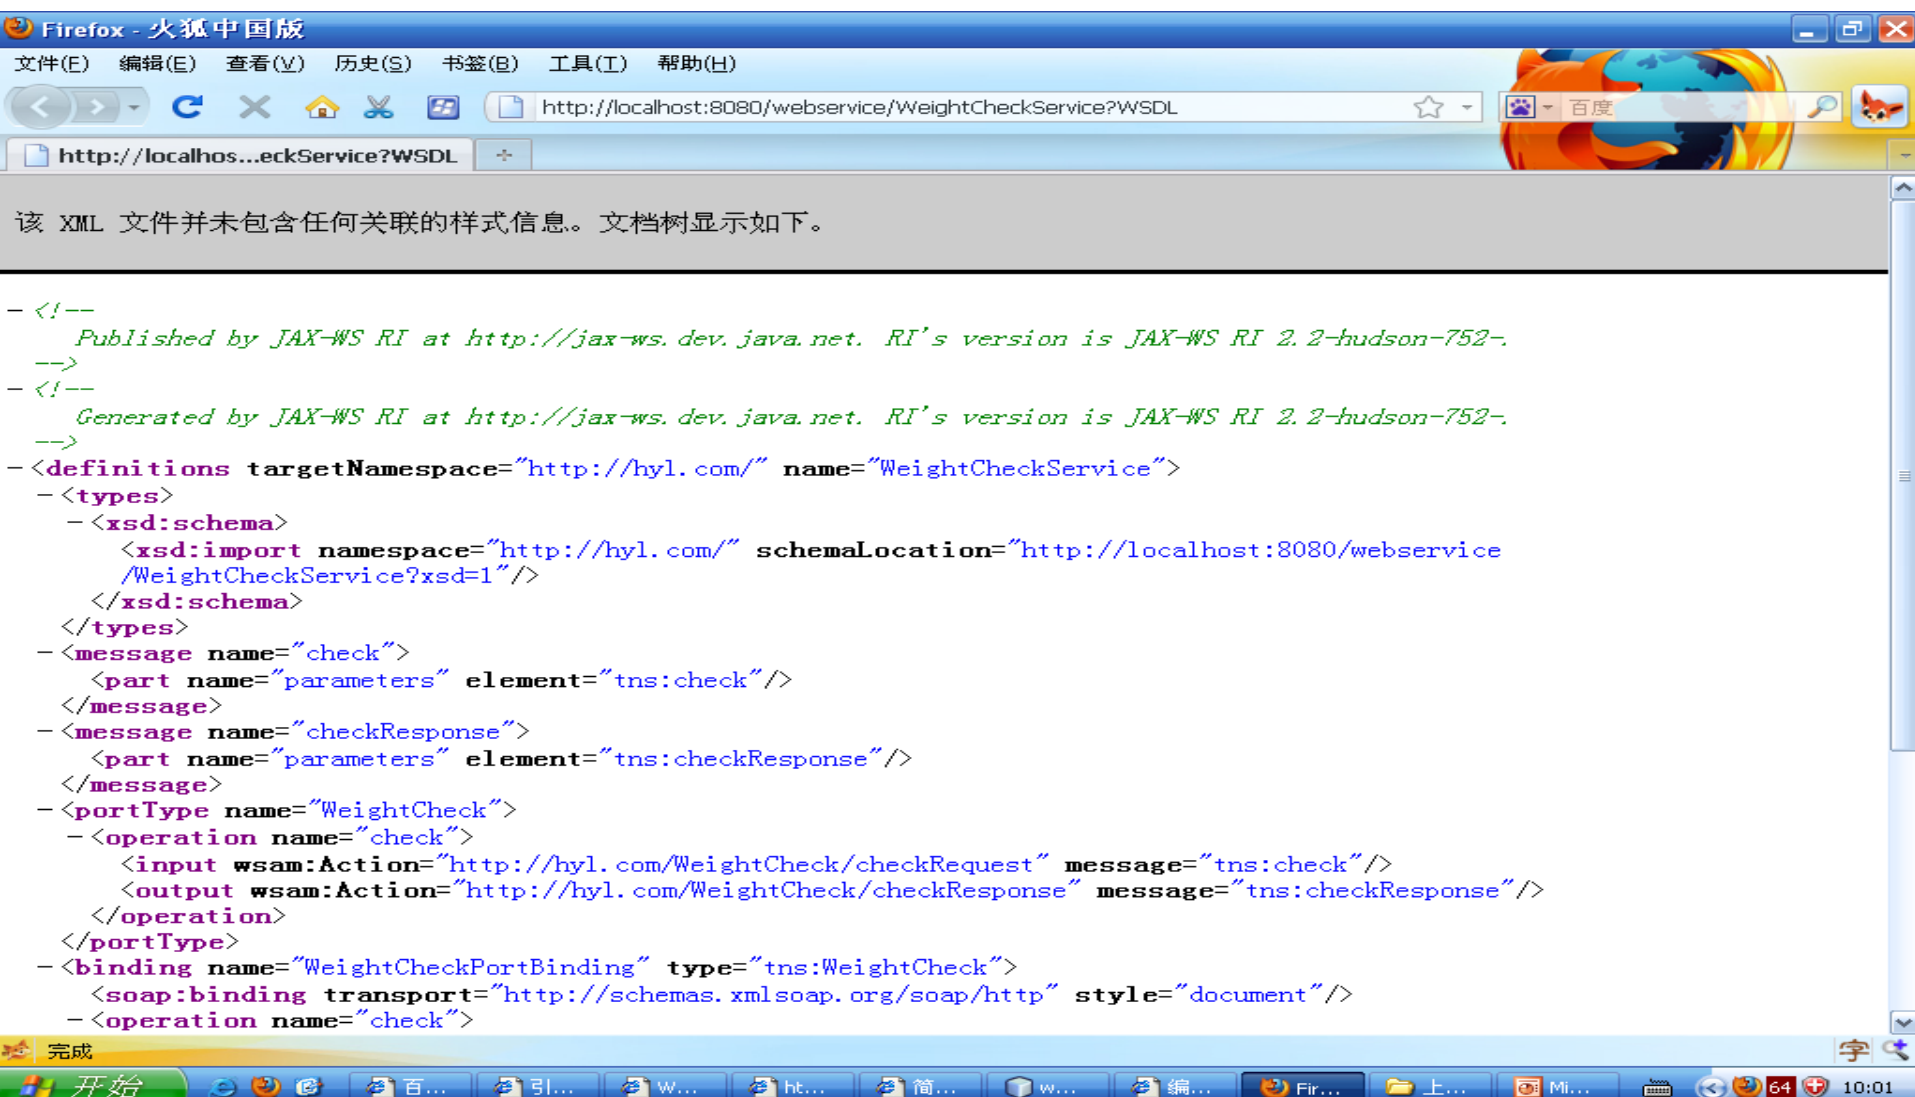 Firefox - 火狐中国版
文件(F) 编辑(E) 查看(V) 历史(S) 书签(B) 工具(T) 帮助(H)
http://localhost:8080/webservice/WeightCheckService?WSDL
百度
http://localhos...eckService?WSDL
该 XML 文件并未包含任何关联的样式信息。文档树显示如下。
− <!--
Published by JAX-WS RI at http://jax-ws.dev.java.net. RI's version is JAX-WS RI 2.2-hudson-752-.
-->
− <!--
Generated by JAX-WS RI at http://jax-ws.dev.java.net. RI's version is JAX-WS RI 2.2-hudson-752-.
-->
− <definitions targetNamespace="http://hyl.com/" name="WeightCheckService">
− <types>
− <xsd:schema>
<xsd:import namespace="http://hyl.com/" schemaLocation="http://localhost:8080/webservice
/WeightCheckService?xsd=1"/>
</xsd:schema>
</types>
− <message name="check">
<part name="parameters" element="tns:check"/>
</message>
− <message name="checkResponse">
<part name="parameters" element="tns:checkResponse"/>
</message>
− <portType name="WeightCheck">
− <operation name="check">
<input wsam:Action="http://hyl.com/WeightCheck/checkRequest" message="tns:check"/>
<output wsam:Action="http://hyl.com/WeightCheck/checkResponse" message="tns:checkResponse"/>
</operation>
</portType>
− <binding name="WeightCheckPortBinding" type="tns:WeightCheck">
<soap:binding transport="http://schemas.xmlsoap.org/soap/http" style="document"/>
− <operation name="check">
完成
字
开始 百... 引... W... ht... 简... w... 编... Fir... 上... Mi... 64 10:01